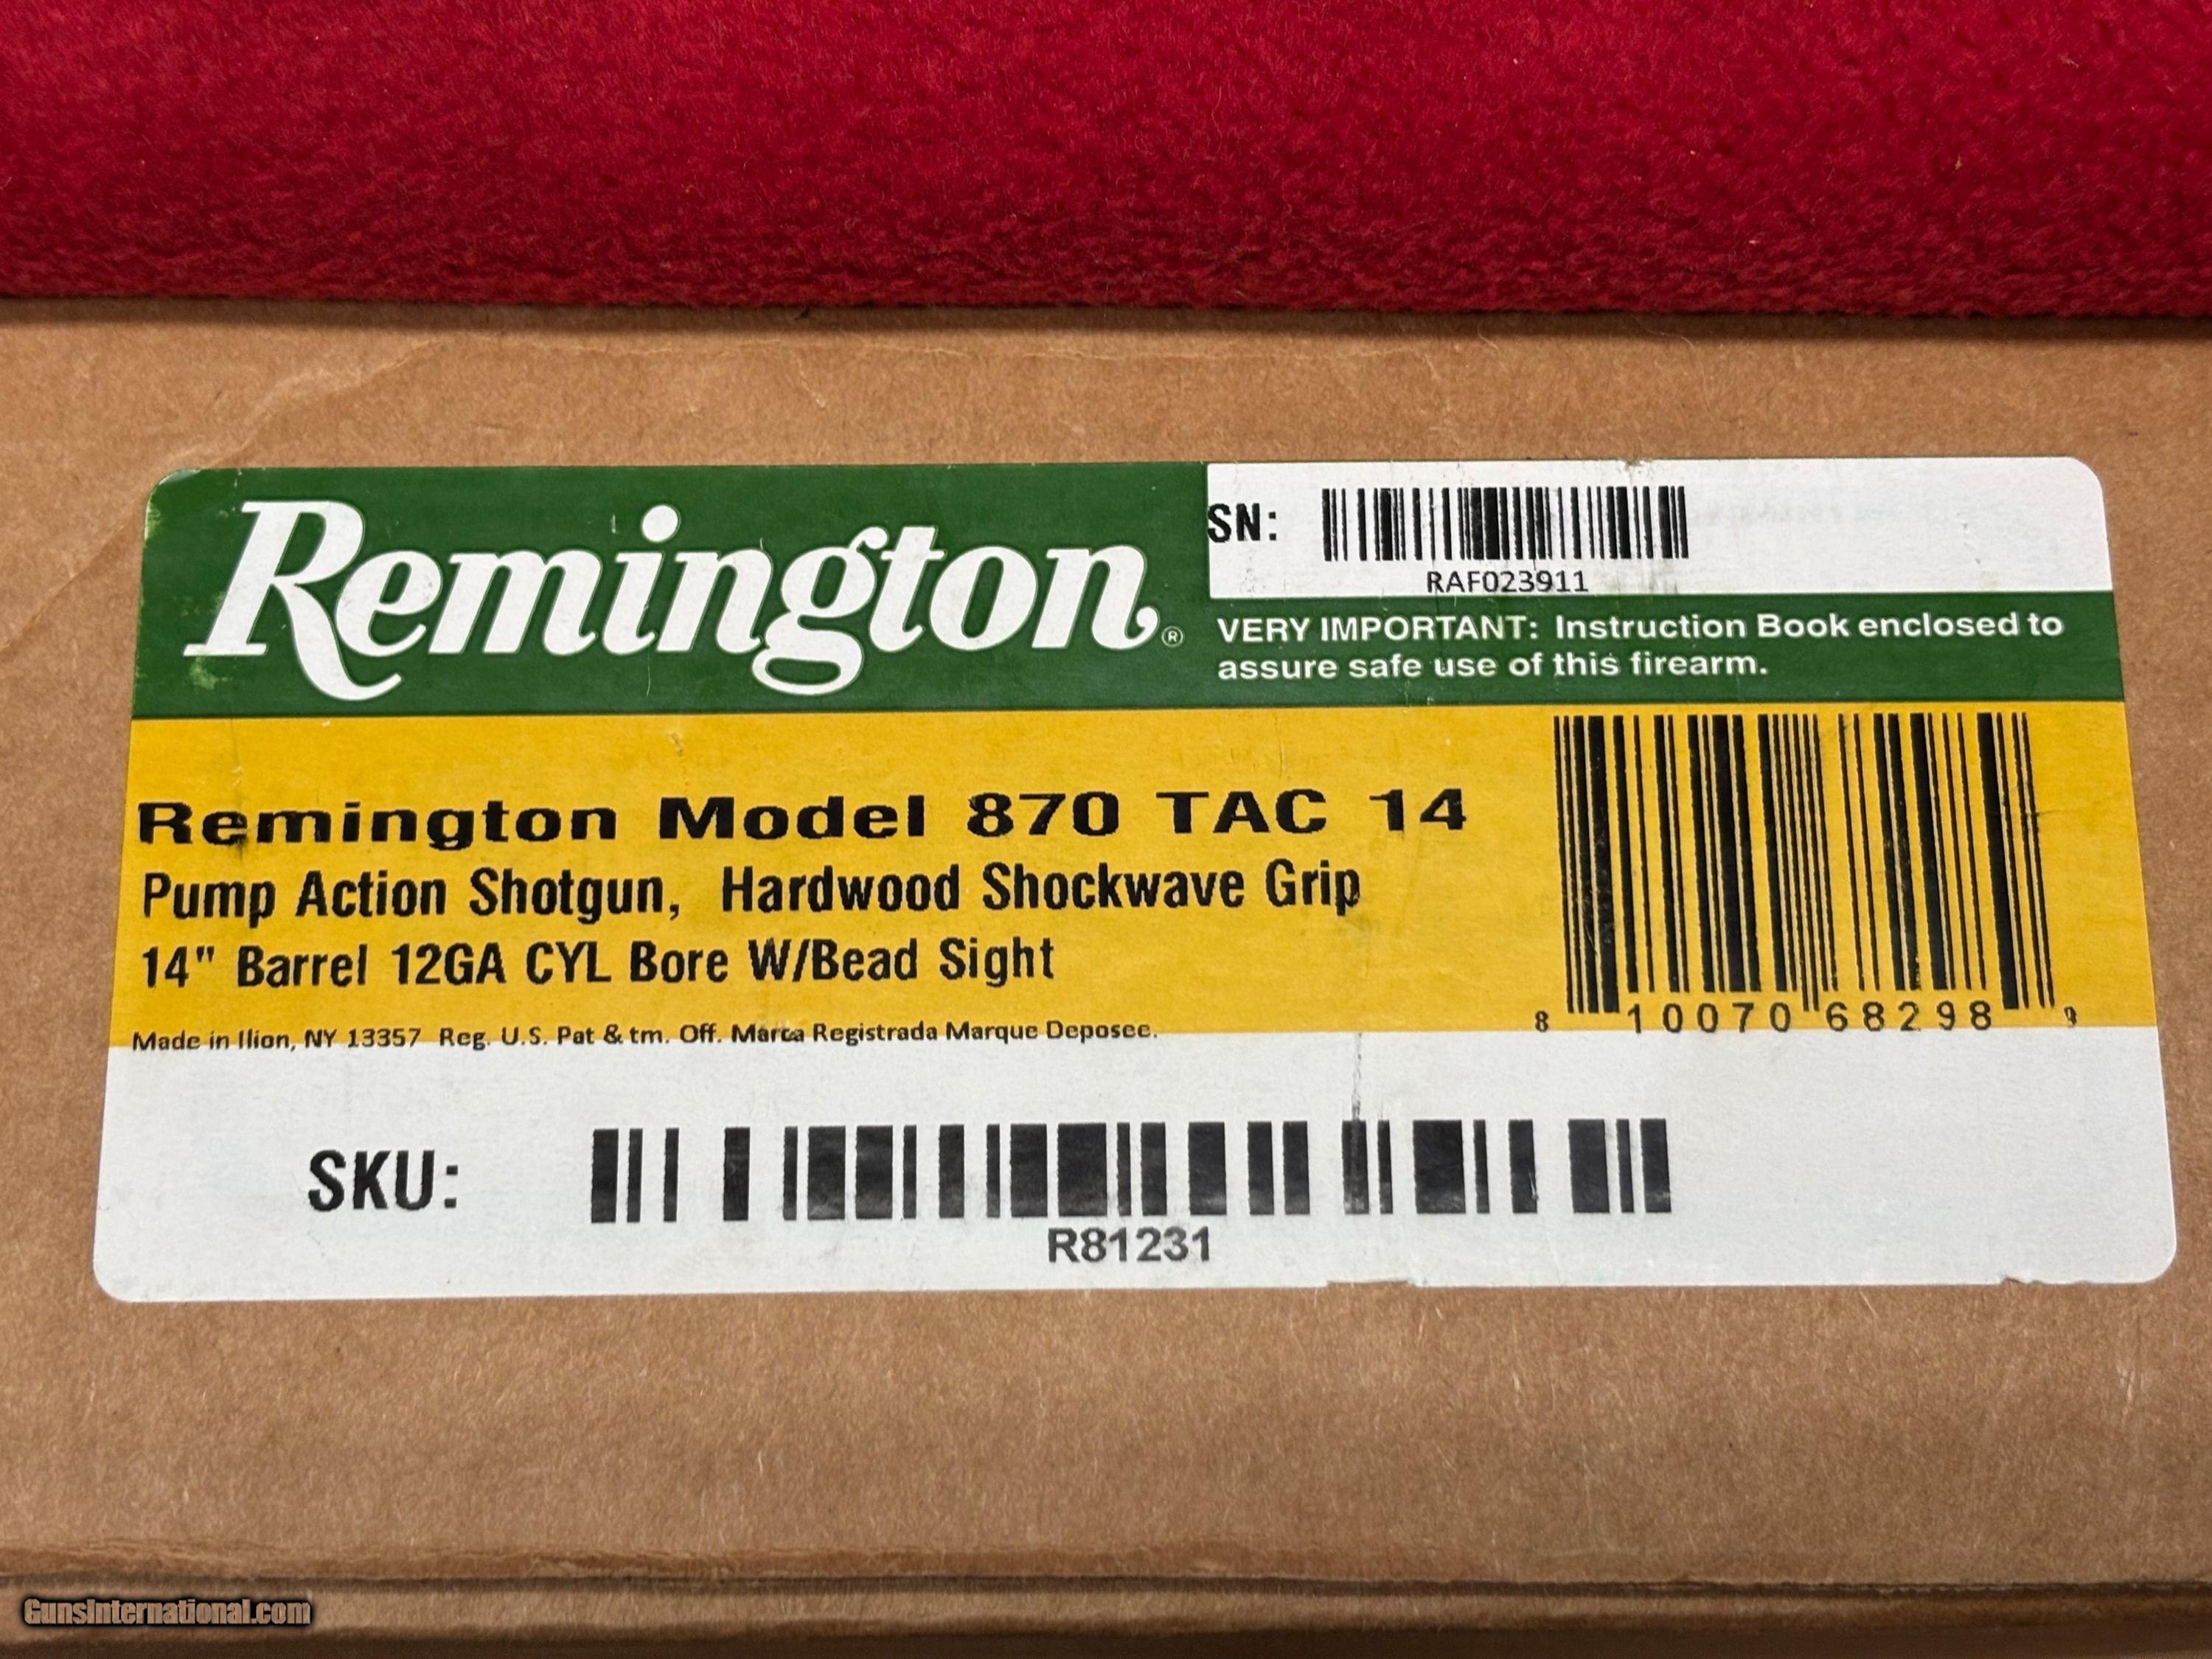 Remington®
SN:
RAF023911
VERY IMPORTANT: Instruction Book enclosed to
assure safe use of this firearm.
Remington Model 870 TAC 14
Pump Action Shotgun, Hardwood Shockwave Grip
14" Barrel 12GA CYL Bore W/Bead Sight
8 10070 68298 9
Made in Ilion, NY 13357 Reg. U.S. Pat & tm. Off. Marca Registrada Marque Deposee.
SKU:
R81231
GunsInternational.com